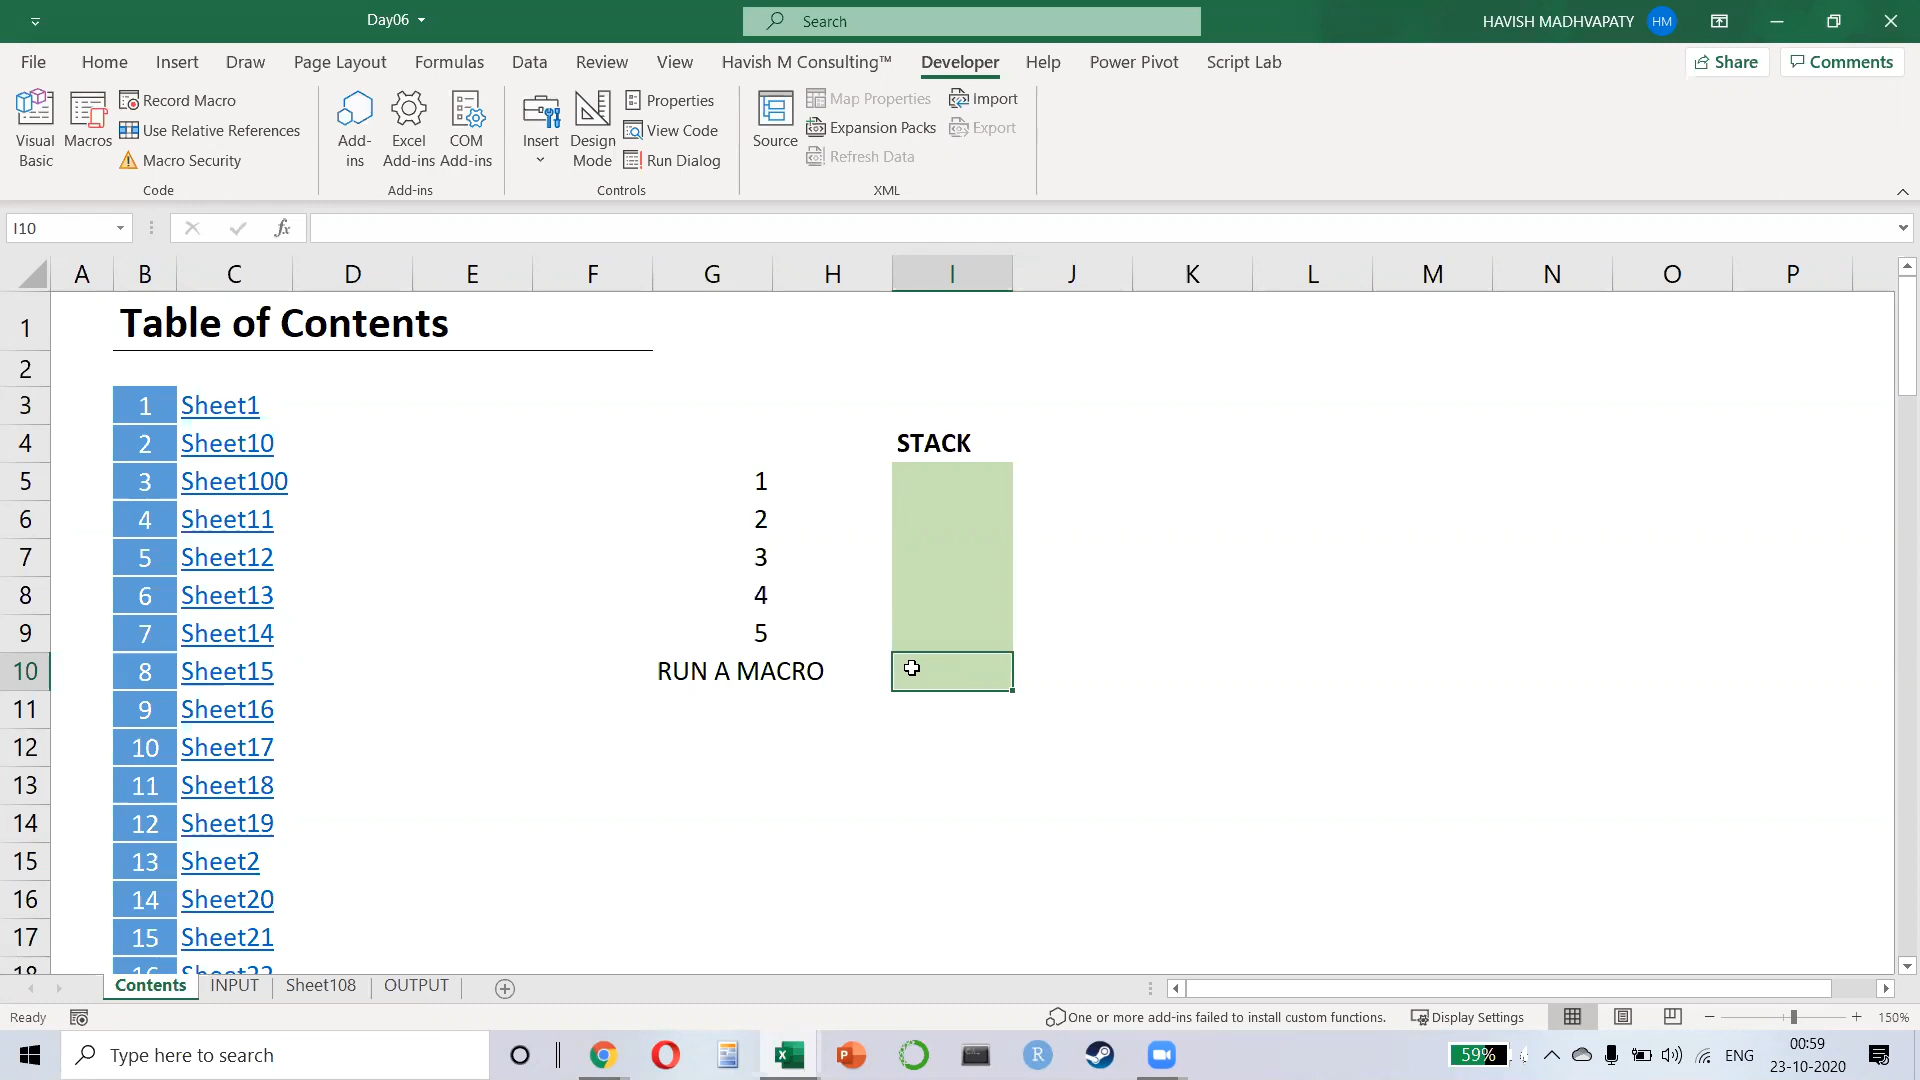 Day06
Search
HAVISH MADHVAPATY HM
File Home Insert Draw Page Layout Formulas Data Review View Havish M Consulting™ Developer Help Power Pivot Script Lab Share Comments
Visual Basic
Macros
Record Macro
Use Relative References
Macro Security
Code
Add-ins
Excel Add-ins
COM Add-ins
Add-ins
Insert
Design Mode
Properties
View Code
Run Dialog
Controls
Source
Map Properties
Expansion Packs
Refresh Data
Import
Export
XML
I10
fx
A B C D E F G H I J K L M N O P
1 Table of Contents
2
3 1 Sheet1
4 2 Sheet10 STACK
5 3 Sheet100 1
6 4 Sheet11 2
7 5 Sheet12 3
8 6 Sheet13 4
9 7 Sheet14 5
10 8 Sheet15 RUN A MACRO
11 9 Sheet16
12 10 Sheet17
13 11 Sheet18
14 12 Sheet19
15 13 Sheet2
16 14 Sheet20
17 15 Sheet21
18 16 Sheet22
Contents INPUT Sheet108 OUTPUT
Ready One or more add-ins failed to install custom functions. Display Settings 150%
Type here to search
59%
ENG
00:59
23-10-2020